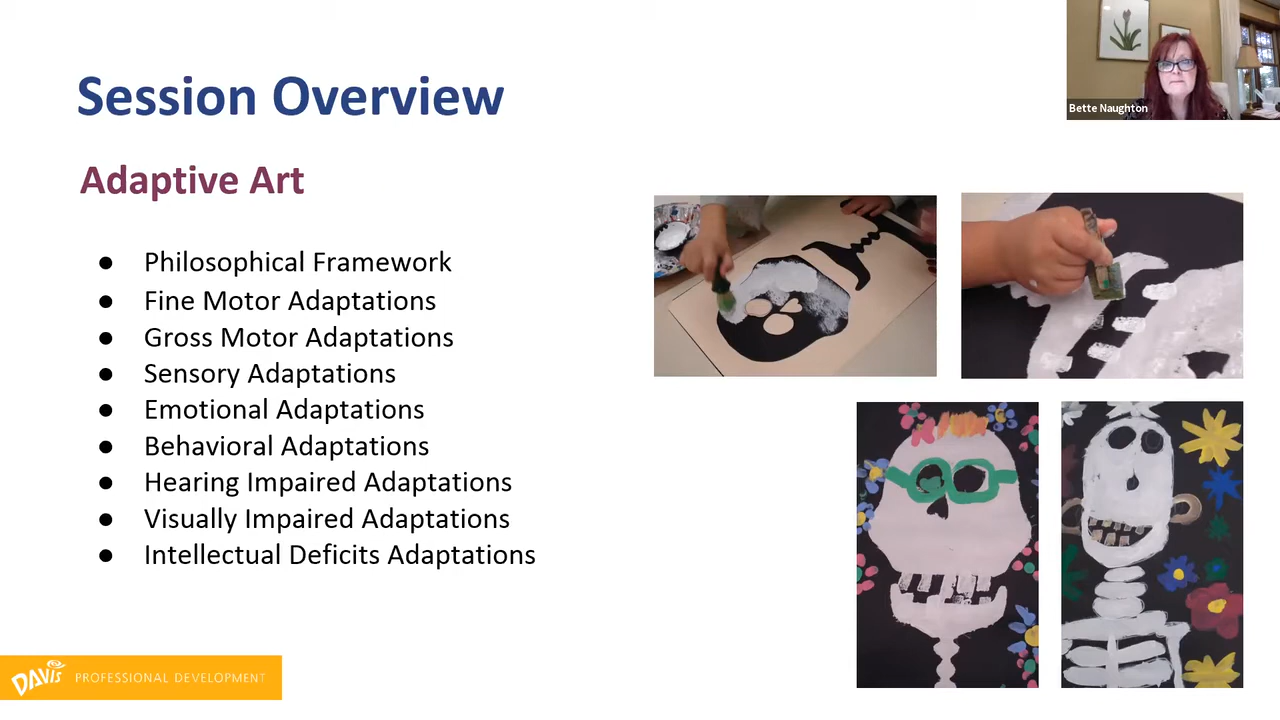 Session Overview
Bette Naughton
Adaptive Art
● Philosophical Framework
● Fine Motor Adaptations
● Gross Motor Adaptations
● Sensory Adaptations
● Emotional Adaptations
● Behavioral Adaptations
● Hearing Impaired Adaptations
● Visually Impaired Adaptations
● Intellectual Deficits Adaptations
DAVIS PROFESSIONAL DEVELOPMENT